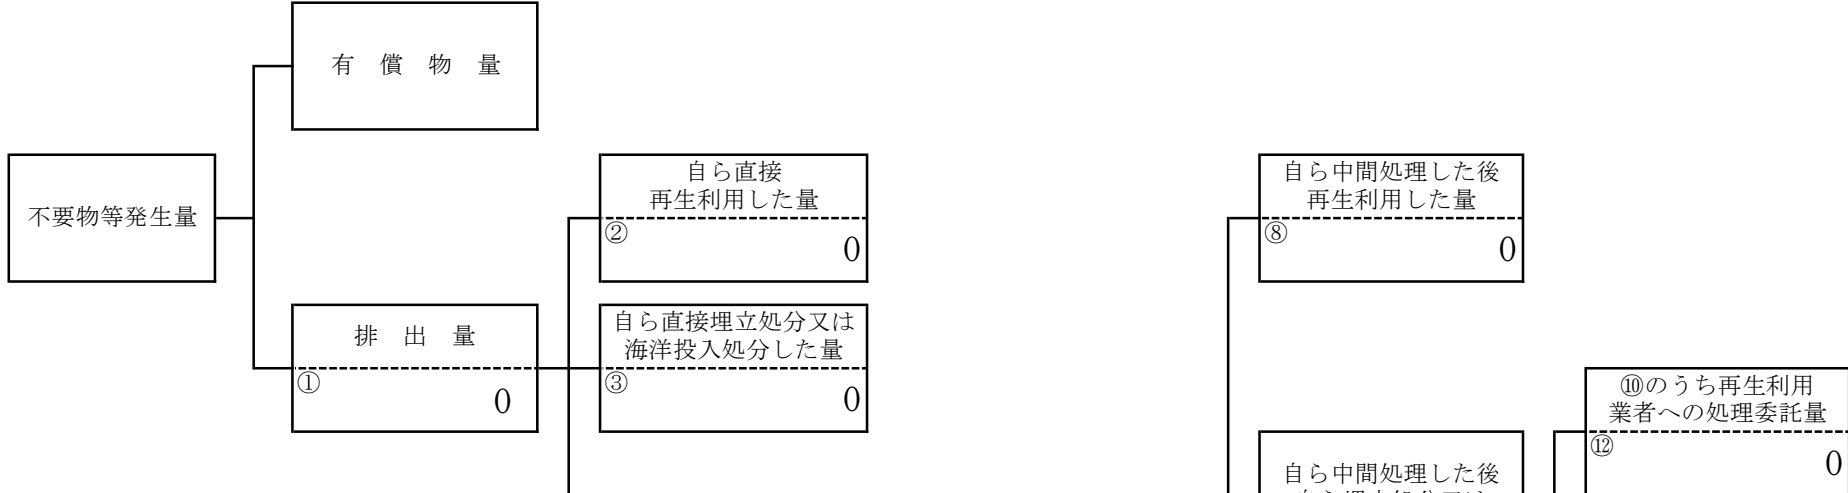 有 償 物 量
不要物等発生量
自ら直接
再生利用した量
②
0
自ら中間処理した後
再生利用した量
⑧
0
排 出 量
①
0
自ら直接埋立処分又は
海洋投入処分した量
③
0
⑩のうち再生利用
業者への処理委託量
⑫
0
自ら中間処理した後